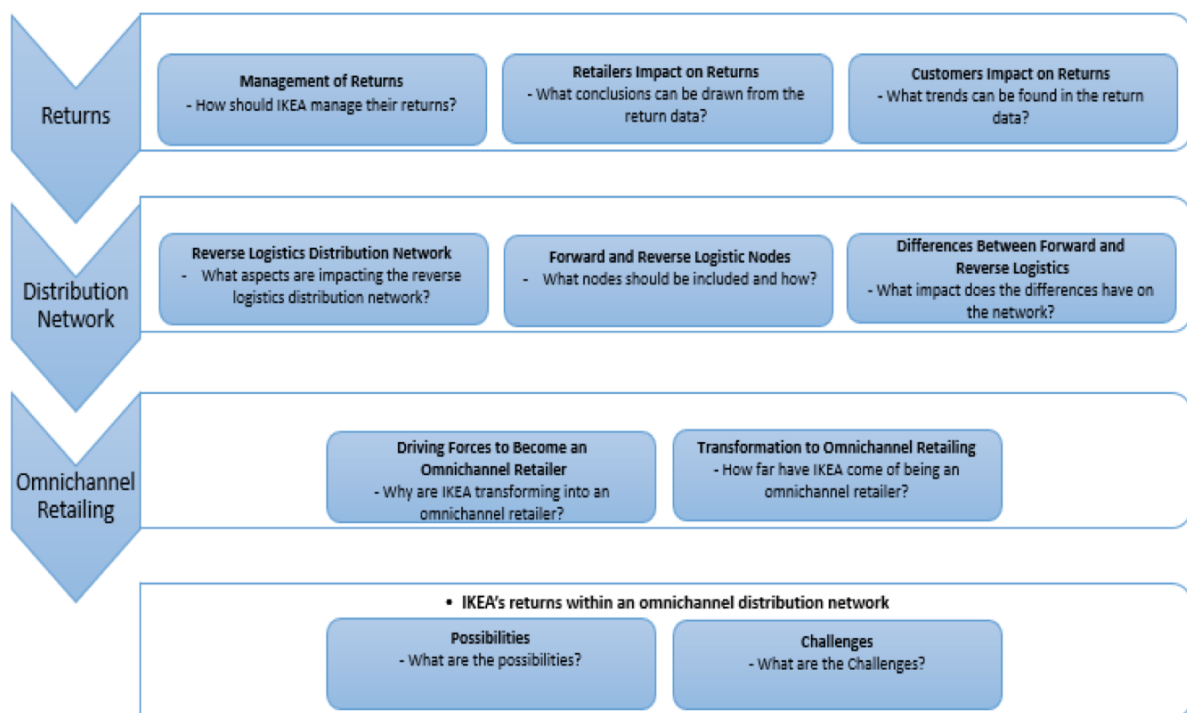 Returns
Management of Returns
- How should IKEA manage their returns?
Retailers Impact on Returns
- What conclusions can be drawn from the
return data?
Customers Impact on Returns
- What trends can be found in the return
data?
Distribution
Network
Reverse Logistics Distribution Network
- What aspects are impacting the reverse
logistics distribution network?
Forward and Reverse Logistic Nodes
- What nodes should be included and how?
Differences Between Forward and
Reverse Logistics
- What impact does the differences have on
the network?
Omnichannel
Retailing
Driving Forces to Become an
Omnichannel Retailer
- Why are IKEA transforming into an
omnichannel retailer?
Transformation to Omnichannel Retailing
- How far have IKEA come of being an
omnichannel retailer?
• IKEA's returns within an omnichannel distribution network
Possibilities
- What are the possibilities?
Challenges
- What are the Challenges?